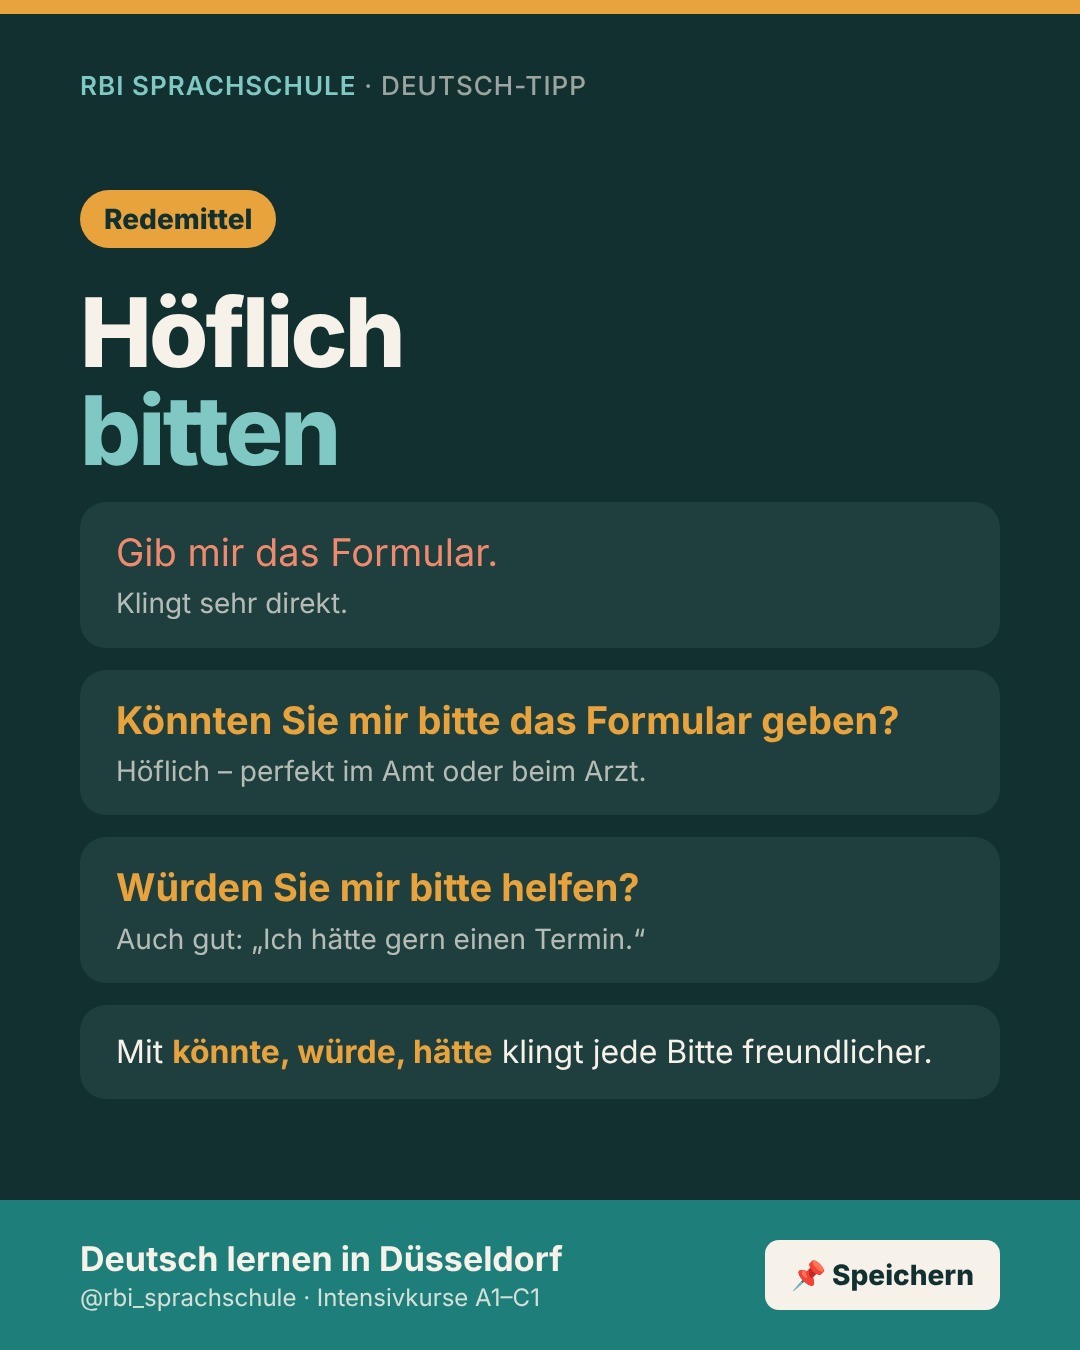 RBI SPRACHSCHULE · DEUTSCH-TIPP
Redemittel
Höflich
bitten
Gib mir das Formular.
Klingt sehr direkt.
Könnten Sie mir bitte das Formular geben?
Höflich – perfekt im Amt oder beim Arzt.
Würden Sie mir bitte helfen?
Auch gut: „Ich hätte gern einen Termin.“
Mit könnte, würde, hätte klingt jede Bitte freundlicher.
Deutsch lernen in Düsseldorf
@rbi_sprachschule · Intensivkurse A1–C1
📌 Speichern